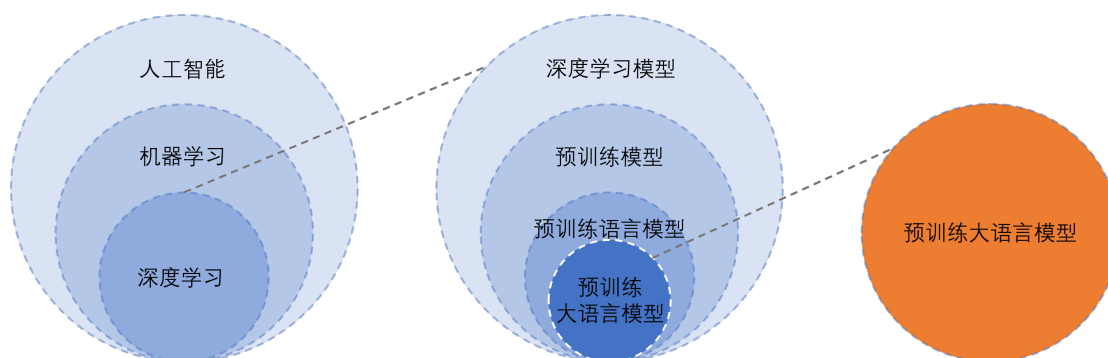 人工智能
机器学习
深度学习
深度学习模型
预训练模型
预训练语言模型
预训练
大语言模型
预训练大语言模型